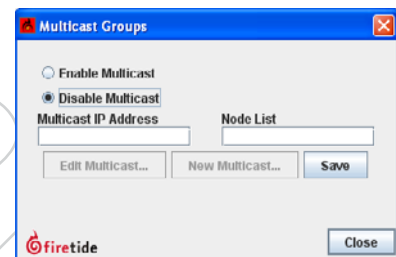 Multicast Groups
Enable Multicast
Disable Multicast
Multicast IP Address Node List
Edit Multicast... New Multicast... Save
firetide Close